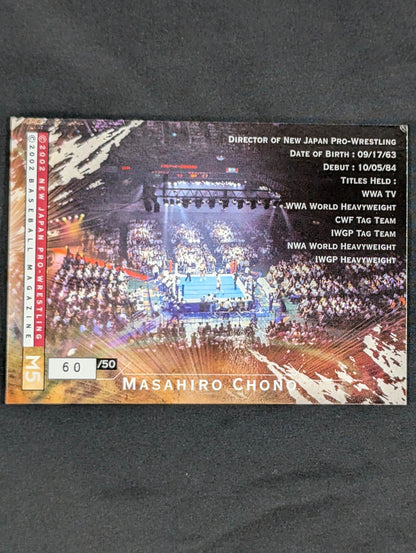 DIRECTOR OF NEW JAPAN PRO-WRESTLING
DATE OF BIRTH : 09/17/63
DEBUT : 10/05/84
TITLES HELD :
WWA TV
WWA WORLD HEAVYWEIGHT
CWF TAG TEAM
IWGP TAG TEAM
NWA WORLD HEAVYWEIGHT
IWGP HEAVYWEIGHT
©2002 NEW JAPAN PRO-WRESTLING
©2002 BASEBALL MAGAZINE
M5
60 /50
MASAHIRO CHONO